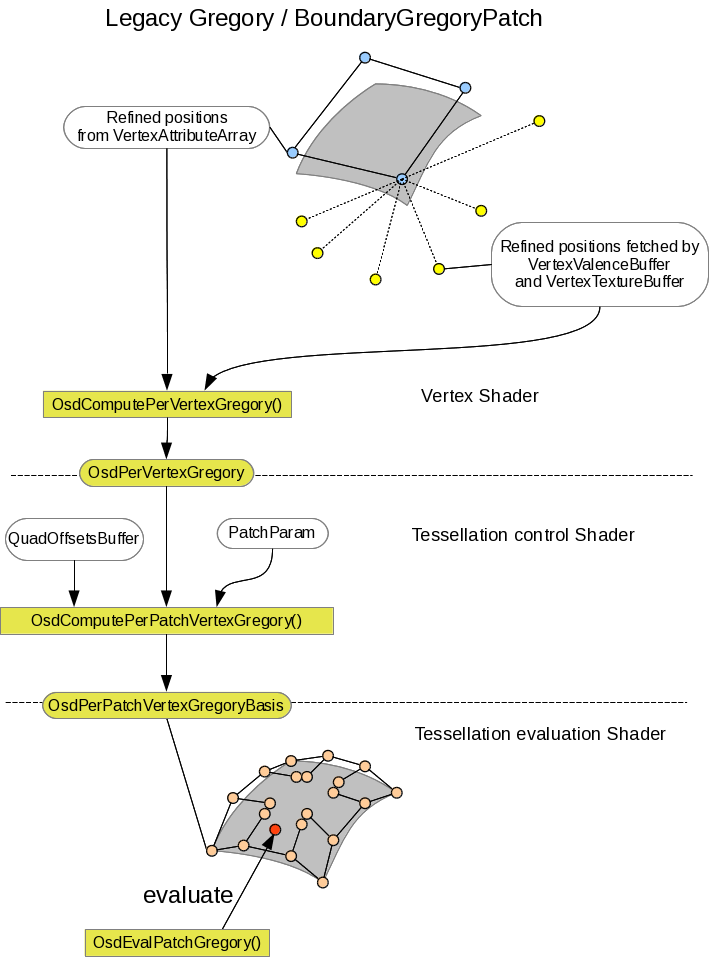 Legacy Gregory / BoundaryGregoryPatch
Refined positions
from VertexAttributeArray
Refined positions fetched by
VertexValenceBuffer
and VertexTextureBuffer
OsdComputePerVertexGregory()
Vertex Shader
OsdPerVertexGregory
QuadOffsetsBuffer
PatchParam
Tessellation control Shader
OsdComputePerPatchVertexGregory()
OsdPerPatchVertexGregoryBasis
Tessellation evaluation Shader
evaluate
OsdEvalPatchGregory()